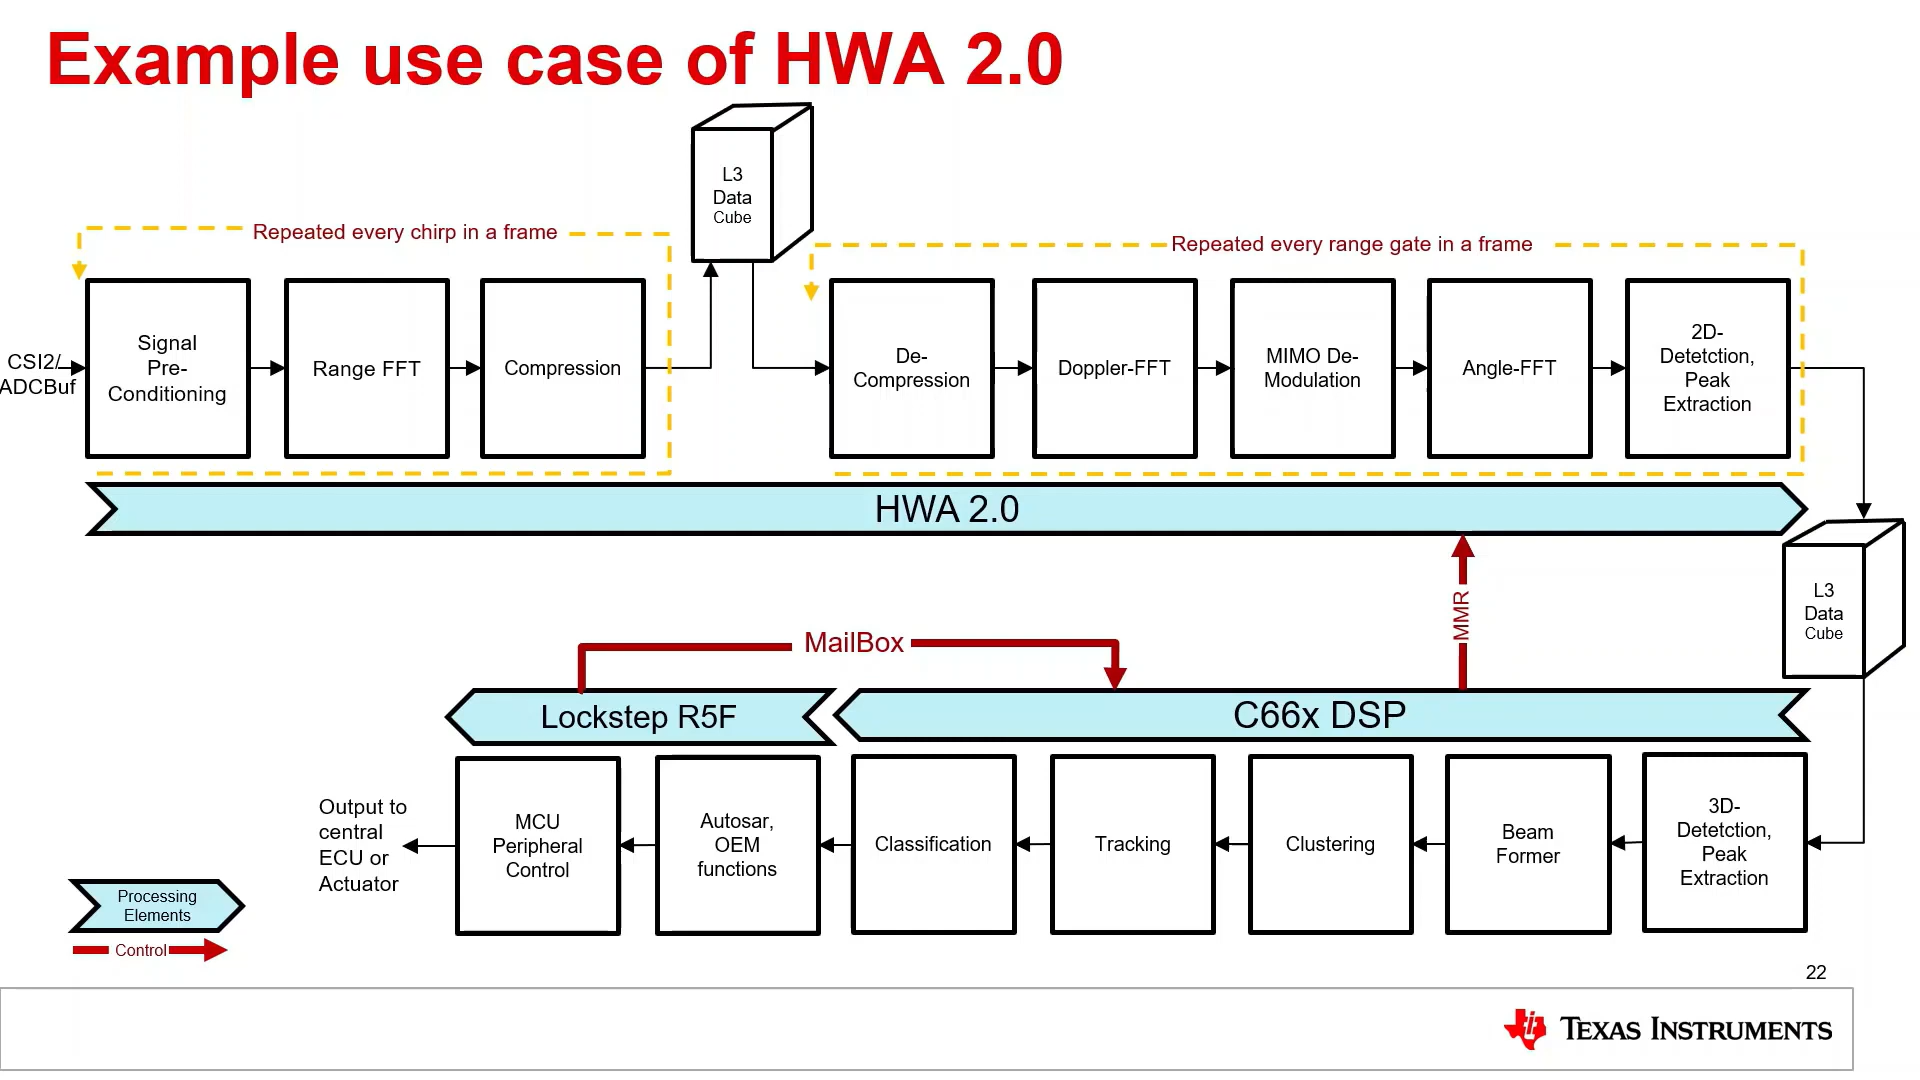 Example use case of HWA 2.0
L3
Data
Cube
Repeated every chirp in a frame
Repeated every range gate in a frame
CSI2/
ADCBuf
Signal
Pre-
Conditioning
Range FFT
Compression
De-
Compression
Doppler-FFT
MIMO De-
Modulation
Angle-FFT
2D-
Detetction,
Peak
Extraction
HWA 2.0
L3
Data
Cube
MMR
MailBox
Lockstep R5F
C66x DSP
Output to
central
ECU or
Actuator
MCU
Peripheral
Control
Autosar,
OEM
functions
Classification
Tracking
Clustering
Beam
Former
3D-
Detetction,
Peak
Extraction
Processing
Elements
Control
22
TEXAS INSTRUMENTS